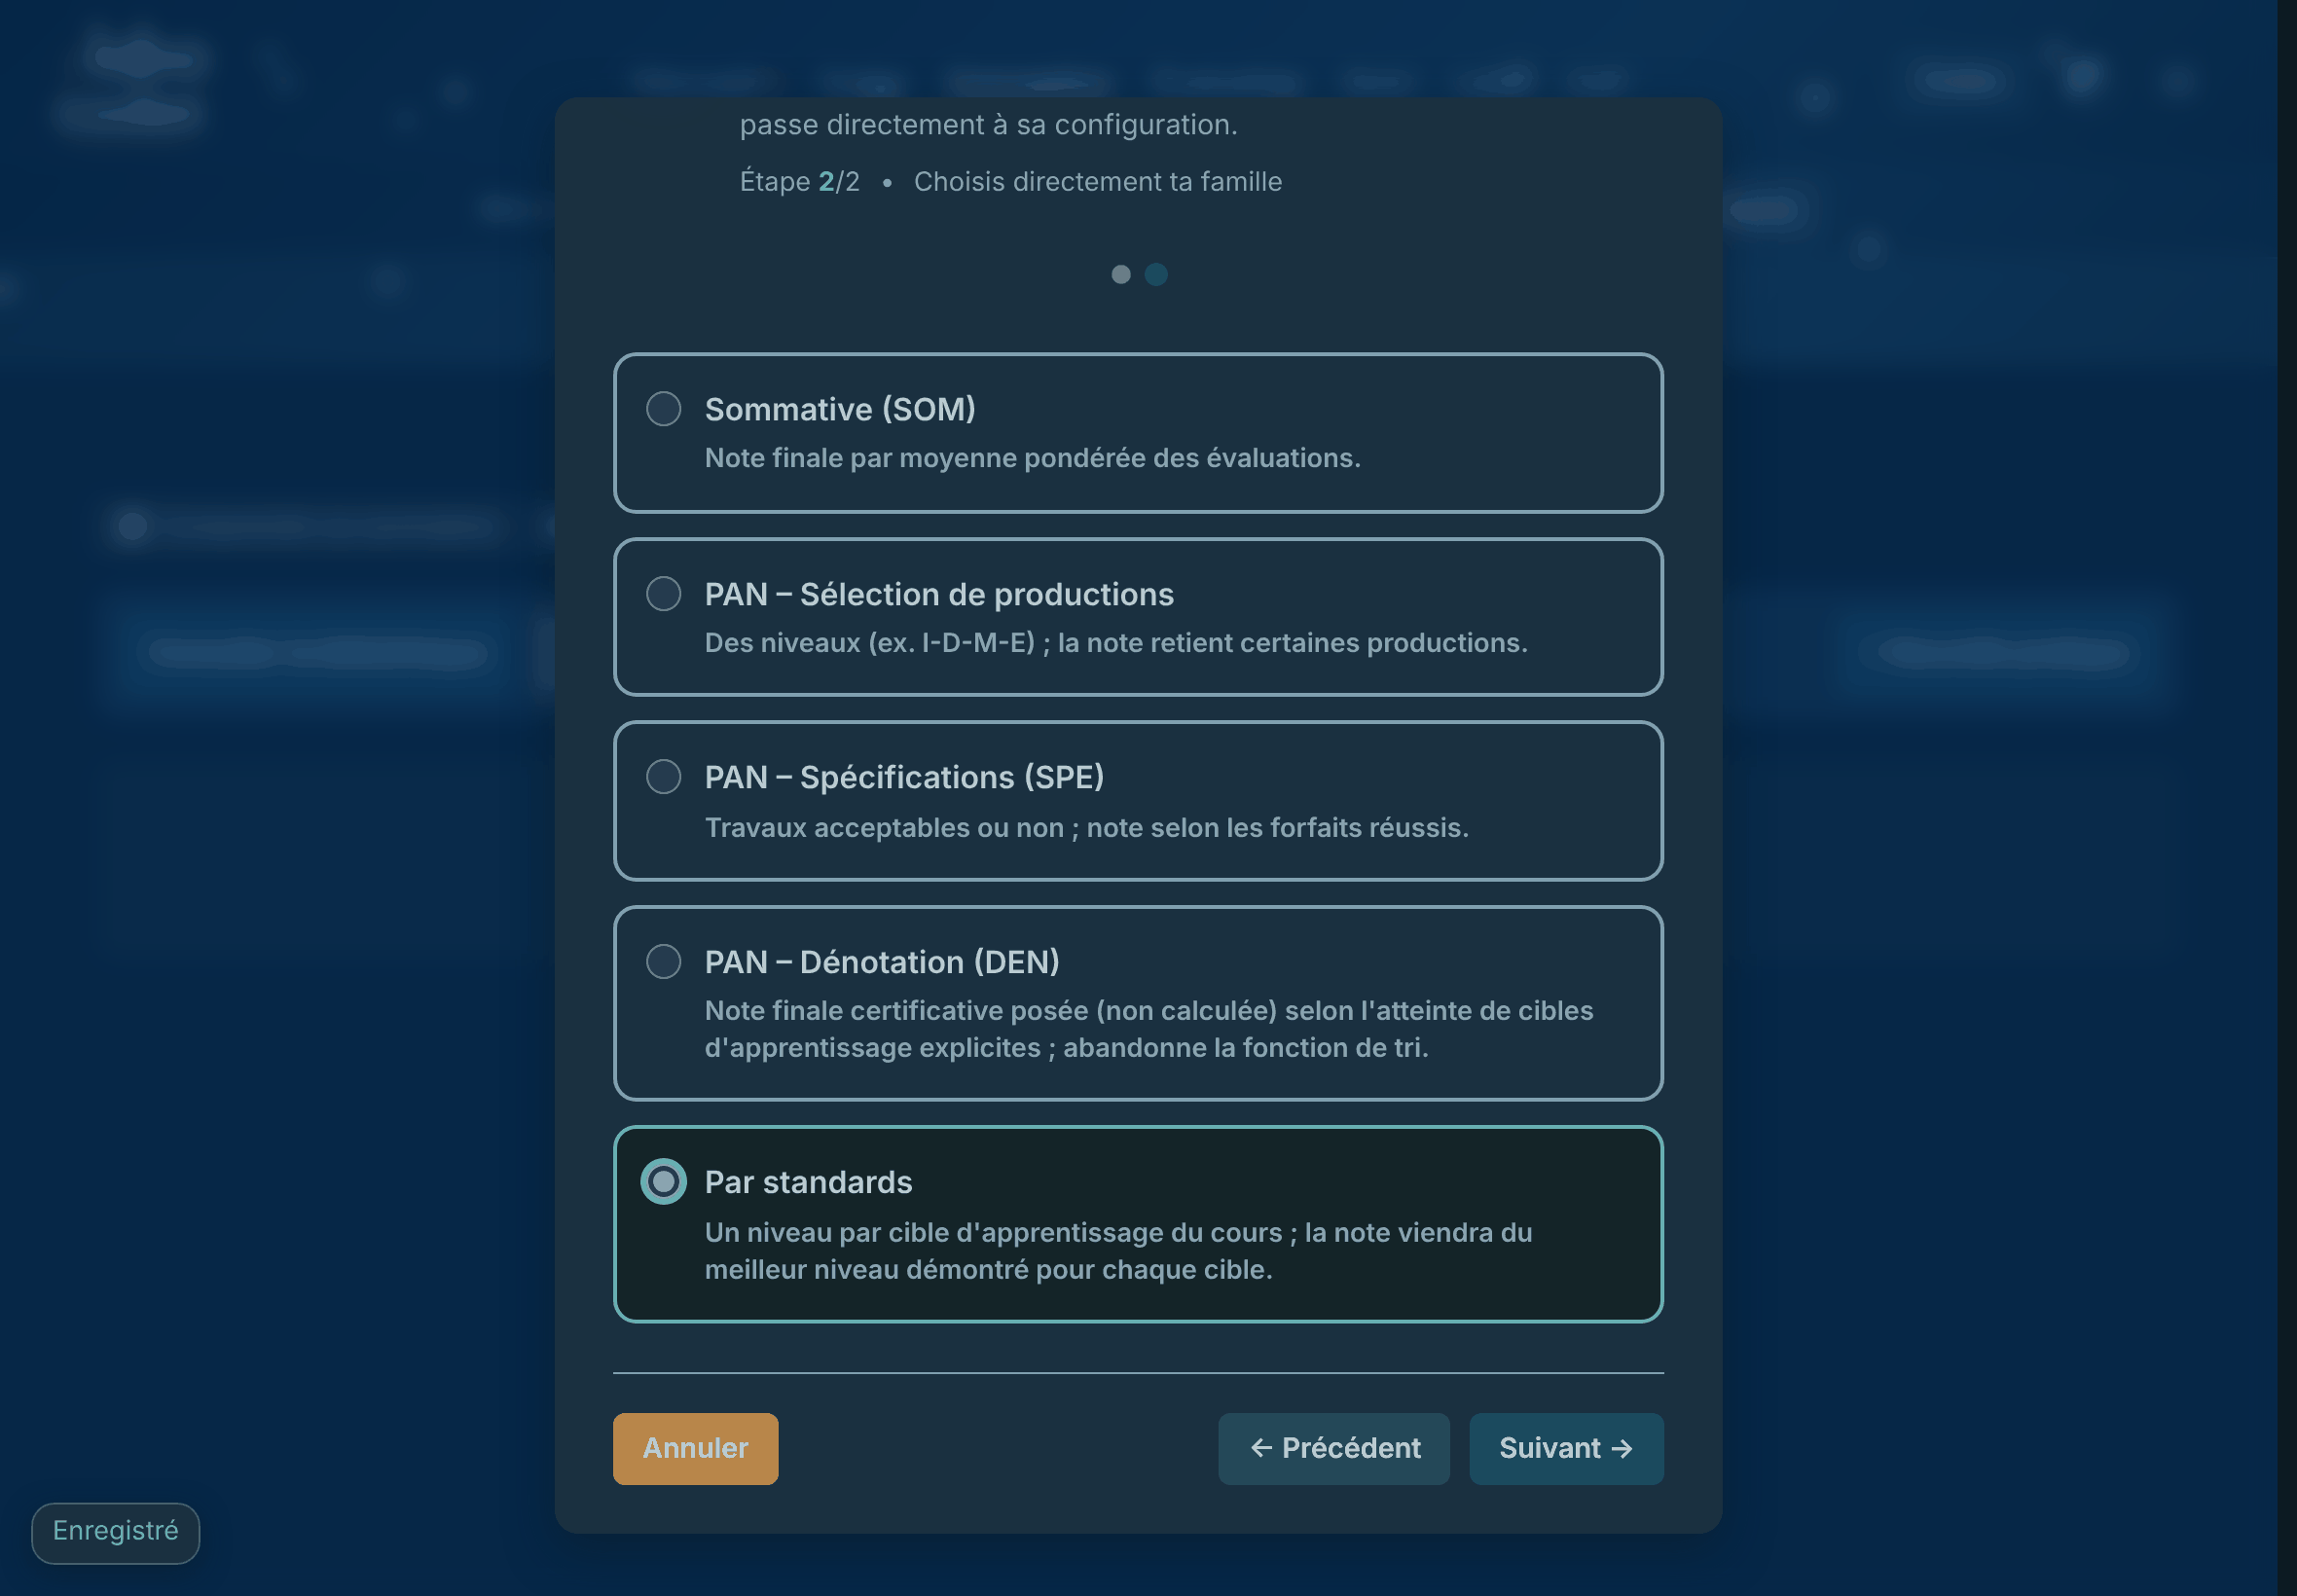 passe directement à sa configuration.
Étape 2/2 • Choisis directement ta famille
Sommative (SOM)
Note finale par moyenne pondérée des évaluations.
PAN – Sélection de productions
Des niveaux (ex. I-D-M-E) ; la note retient certaines productions.
PAN – Spécifications (SPE)
Travaux acceptables ou non ; note selon les forfaits réussis.
PAN – Dénotation (DEN)
Note finale certificative posée (non calculée) selon l'atteinte de cibles
d'apprentissage explicites ; abandonne la fonction de tri.
Par standards
Un niveau par cible d'apprentissage du cours ; la note viendra du
meilleur niveau démontré pour chaque cible.
Annuler
← Précédent
Suivant →
Enregistré